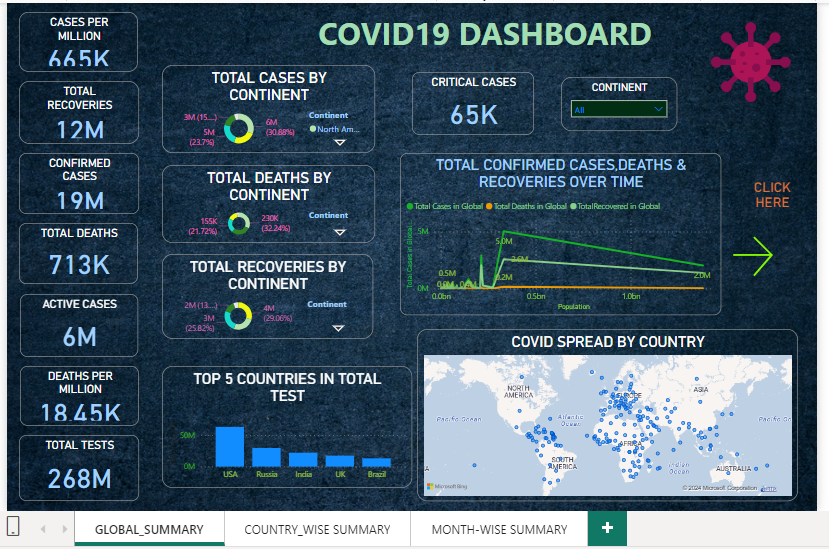 COVID19 DASHBOARD
CASES PER
MILLION
665K
TOTAL
RECOVERIES
12M
CONFIRMED
CASES
19M
TOTAL DEATHS
713K
ACTIVE CASES
6M
DEATHS PER
MILLION
18.45K
TOTAL TESTS
268M
TOTAL CASES BY
CONTINENT
3M (15....)
5M
(23.7%)
6M
(30.88%)
Continent
North Am...
TOTAL DEATHS BY
CONTINENT
155K
(21.72%)
230K
(32.24%)
Continent
TOTAL RECOVERIES BY
CONTINENT
2M (13....)
3M
(25.82%)
4M
(29.06%)
Continent
TOP 5 COUNTRIES IN TOTAL
TEST
50M
0M
USA Russia India UK Brazil
CRITICAL CASES
65K
CONTINENT
All
TOTAL CONFIRMED CASES,DEATHS &
RECOVERIES OVER TIME
Total Cases in Global Total Deaths in Global TotalRecovered in Global
Total Cases in Global
5M
0M
5.0M
2.6M
0.5M
0.2M
2.0M
0.0bn 0.5bn 1.0bn
Population
CLICK
HERE
COVID SPREAD BY COUNTRY
NORTH
AMERICA
EUROPE
ASIA
Pacific Ocean
Atlantic
Ocean
Pacific Oc
AFRICA
SOUTH
AMERICA
Indian
Ocean
AUSTRALIA
Microsoft Bing
© 2024 Microsoft Corporation
GLOBAL_SUMMARY
COUNTRY_WISE SUMMARY
MONTH-WISE SUMMARY
+